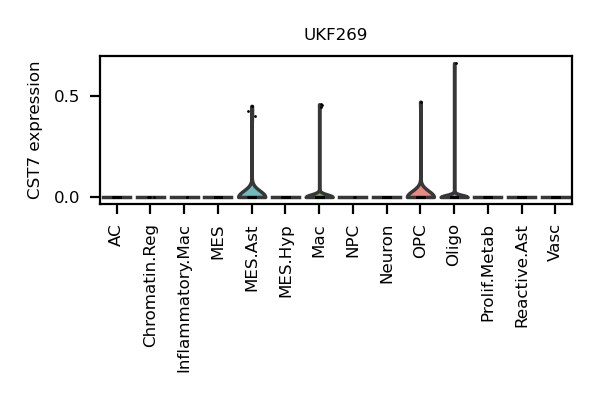 UKF269
CST7 expression
0.5
0.0
AC
Chromatin.Reg
Inflammatory.Mac
MES
MES.Ast
MES.Hyp
Mac
NPC
Neuron
OPC
Oligo
Prolif.Metab
Reactive.Ast
Vasc